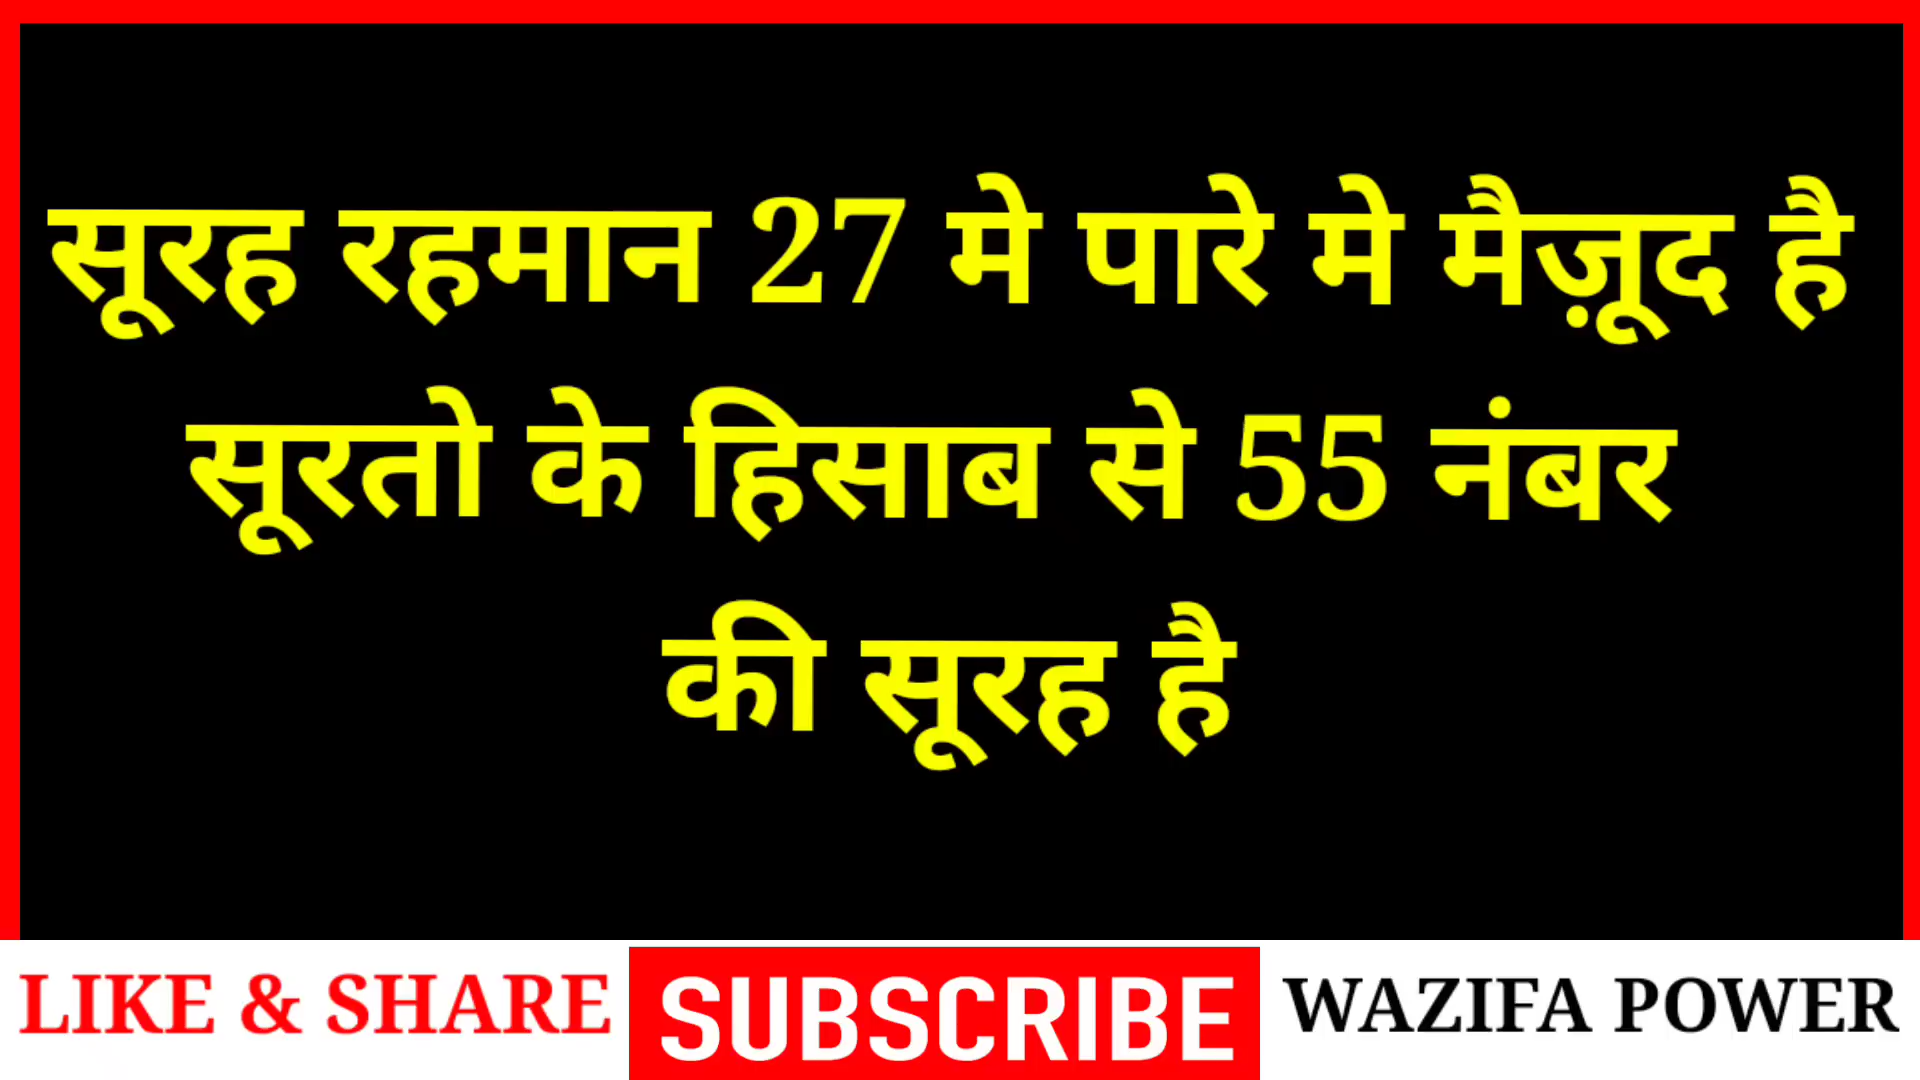 सूरह रहमान 27 मे पारे मे मैज़ूद है
सूरतो के हिसाब से 55 नंबर
की सूरह है
LIKE & SHARE SUBSCRIBE WAZIFA POWER